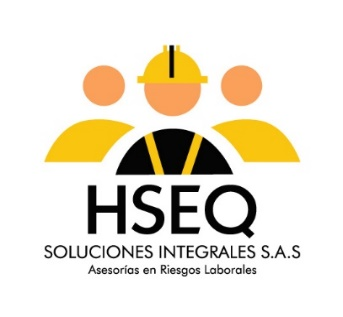 HSEQ
SOLUCIONES INTEGRALES S.A.S
Asesorías en Riesgos Laborales